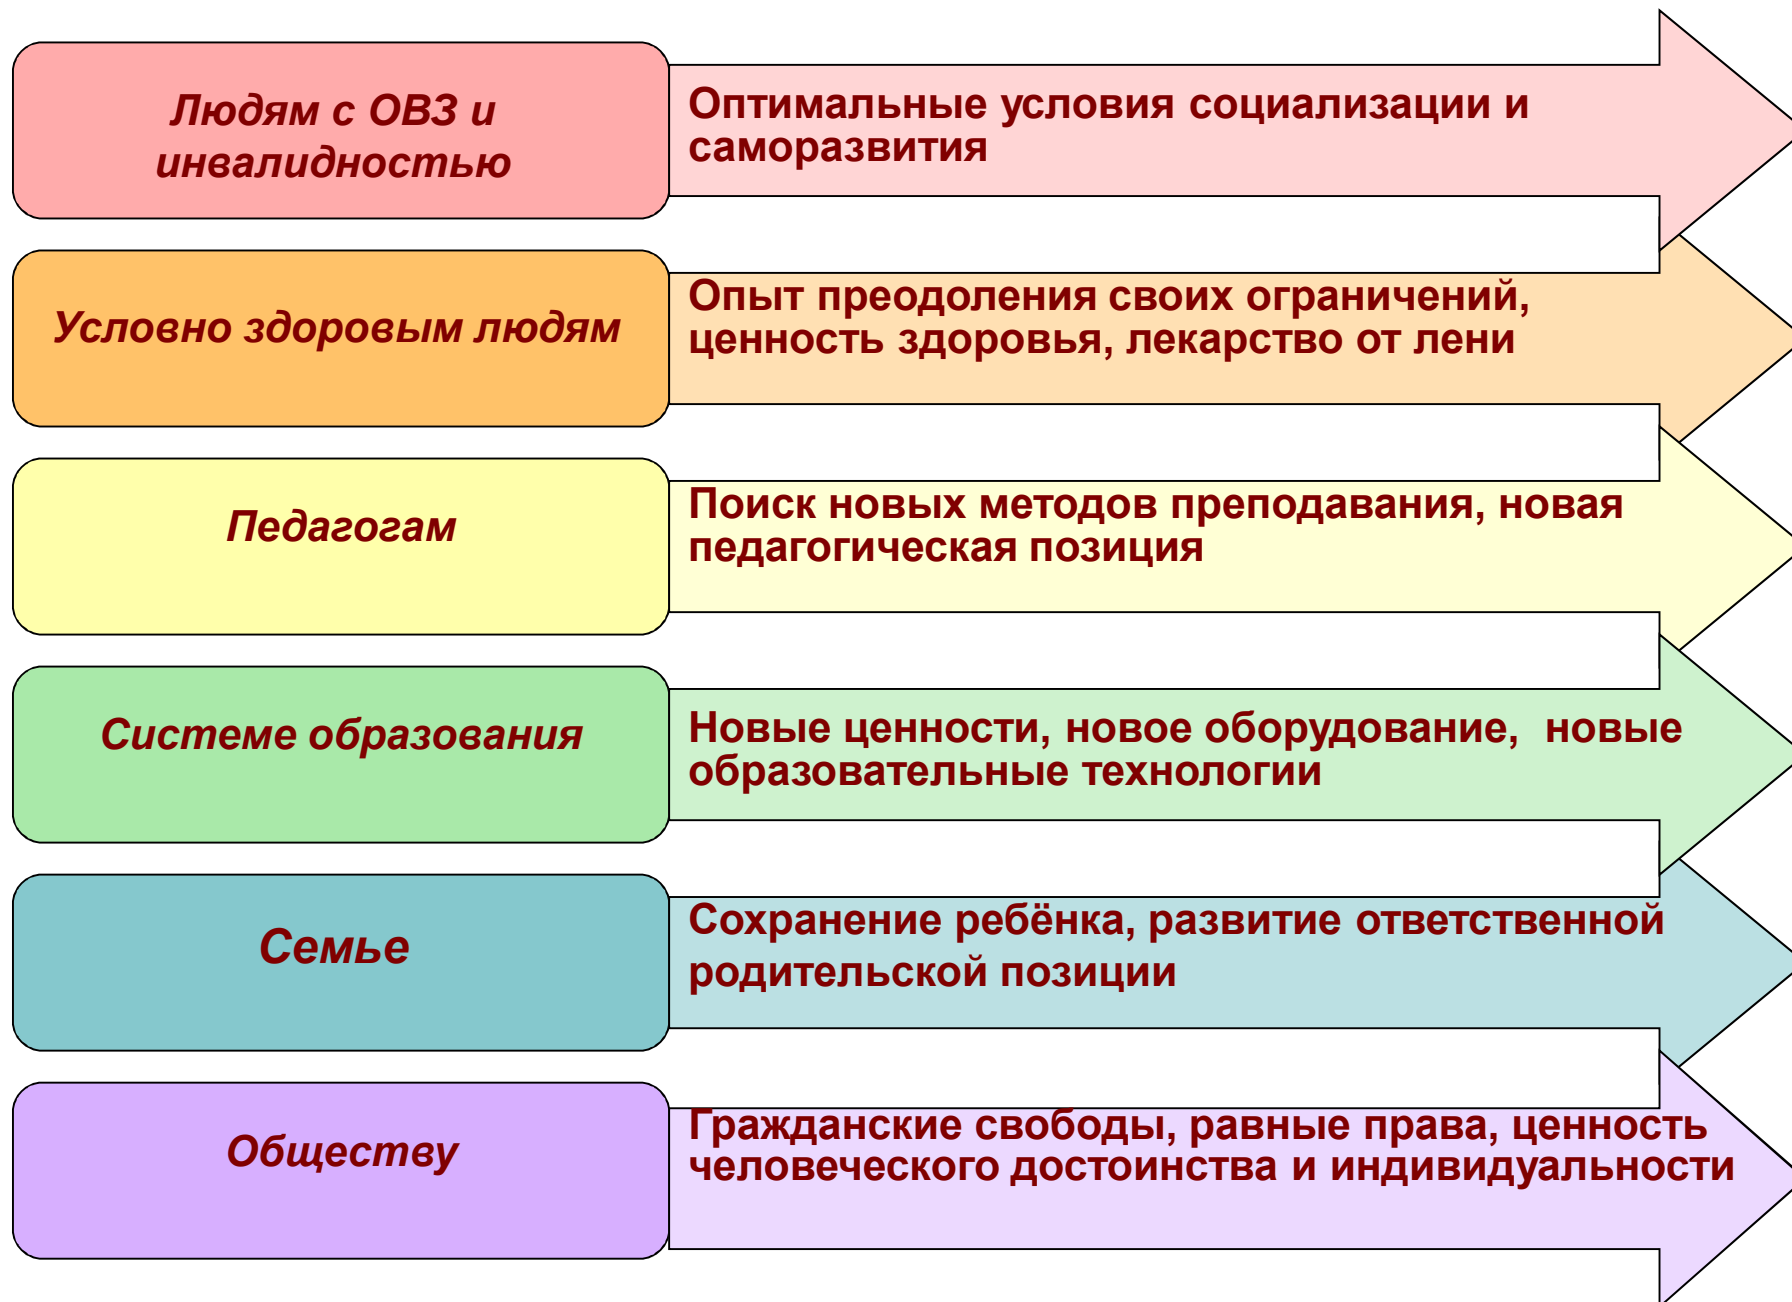 Людям с ОВЗ и
инвалидностью
Оптимальные условия социализации и
саморазвития
Условно здоровым людям
Опыт преодоления своих ограничений,
ценность здоровья, лекарство от лени
Педагогам
Поиск новых методов преподавания, новая
педагогическая позиция
Системе образования
Новые ценности, новое оборудование,  новые
образовательные технологии
Семье
Сохранение ребёнка, развитие ответственной
родительской позиции
Обществу
Гражданские свободы, равные права, ценность
человеческого достоинства и индивидуальности